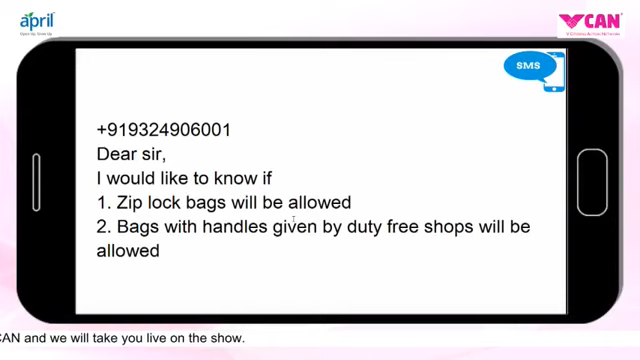 april
VCAN
SMS
+919324906001
Dear sir,
I would like to know if
1. Zip lock bags will be allowed
2. Bags with handles given by duty free shops will be
allowed
CAN and we will take you live on the show.